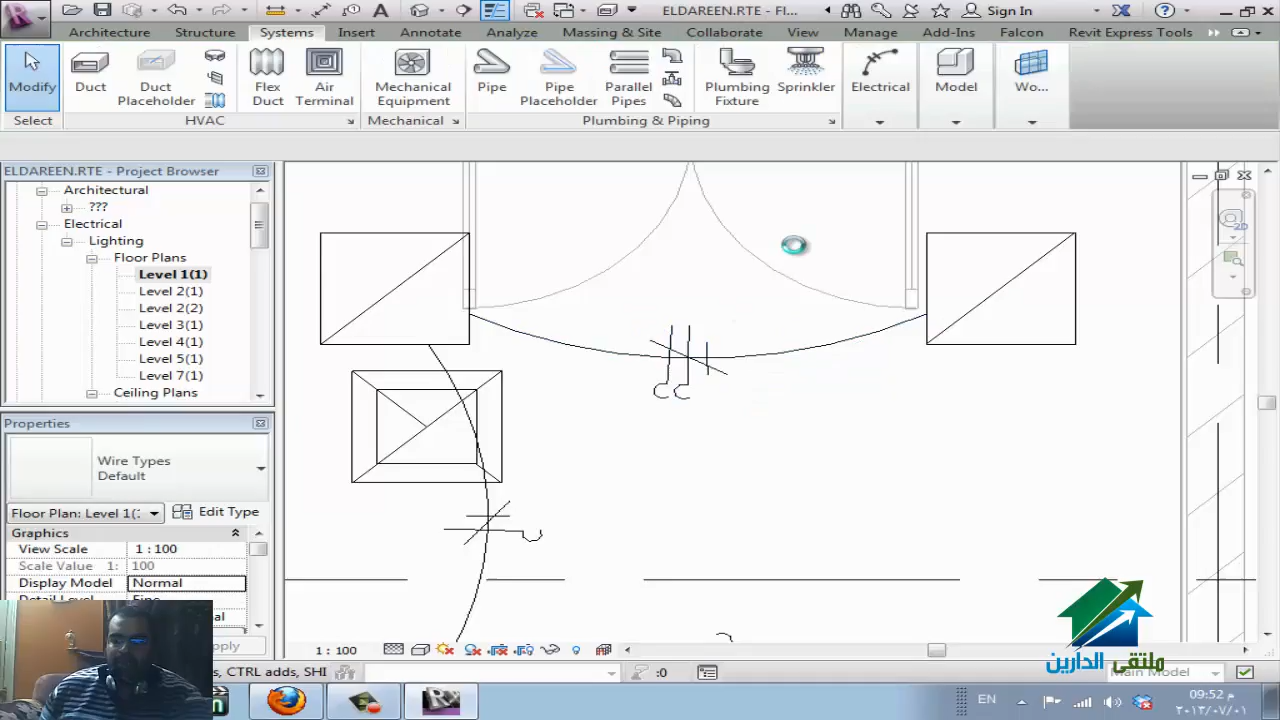 ELDAREEN.RTE - Fl...
Sign In
Architecture Structure Systems Insert Annotate Analyze Massing & Site Collaborate View Manage Add-Ins Falcon Revit Express Tools
Modify Duct Duct Placeholder Flex Duct Air Terminal Mechanical Equipment Pipe Pipe Placeholder Parallel Pipes Plumbing Fixture Sprinkler Electrical Model Wo...
Select HVAC Mechanical Plumbing & Piping
ELDAREEN.RTE - Project Browser
Architectural
???
Electrical
Lighting
Floor Plans
Level 1(1)
Level 2(1)
Level 2(2)
Level 3(1)
Level 4(1)
Level 5(1)
Level 7(1)
Ceiling Plans
Properties
Wire Types
Default
Edit Type
Graphics
View Scale 1 : 100
Scale Value 1: 100
Display Model Normal
1 : 100
ملتقى الدارين
, CTRL adds, SHI
:0
Main Model
EN
09:52 م
٢٠١٣/٠٧/٠١